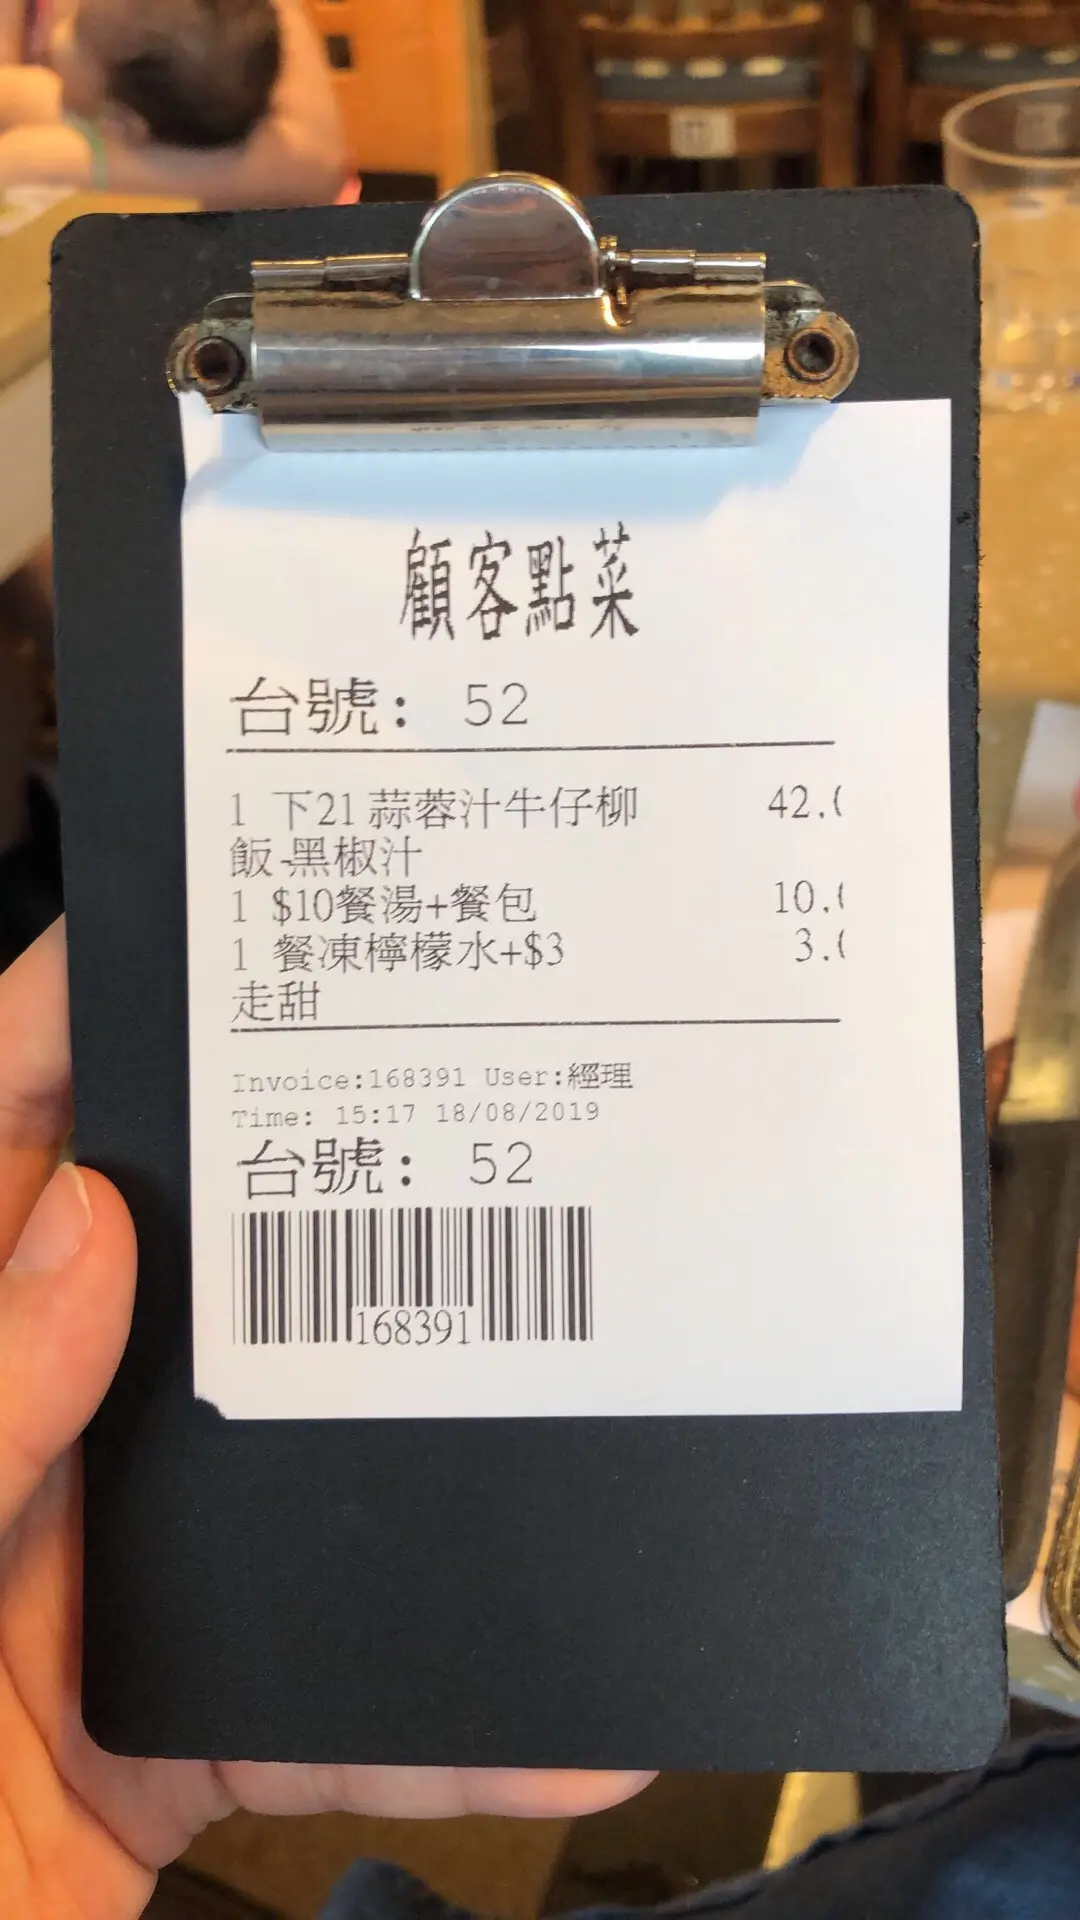 顧客點菜
台號: 52
1 下21 蒜蓉汁牛仔柳 42.(
飯-黑椒汁
1 $10餐湯+餐包 10.(
1 餐凍檸檬水+$3 3.(
走甜
Invoice:168391 User:經理
Time: 15:17 18/08/2019
台號: 52
168391